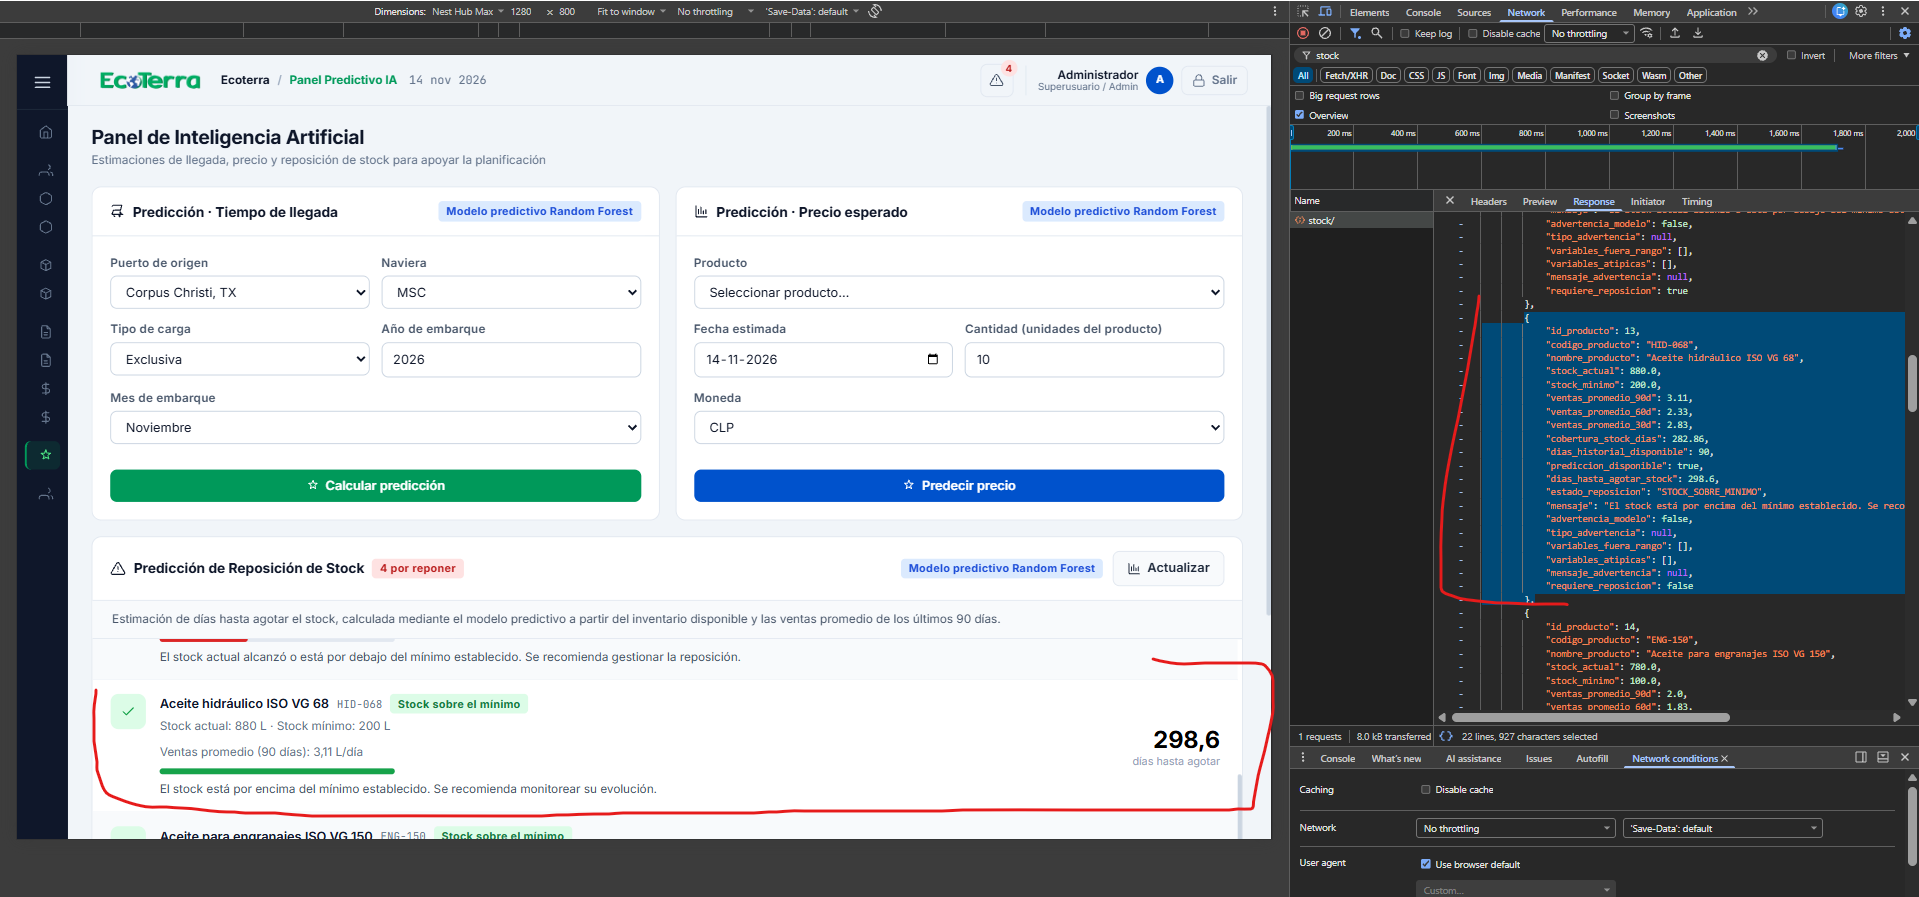 Dimensions: Nest Hub Max 1280 × 800 Fit to window No throttling 'Save-Data': default
EcoTerra Ecoterra / Panel Predictivo IA 14 nov 2026 4 Administrador Superusuario / Admin A Salir
Panel de Inteligencia Artificial
Estimaciones de llegada, precio y reposición de stock para apoyar la planificación
Predicción · Tiempo de llegada Modelo predictivo Random Forest
Puerto de origen Naviera
Corpus Christi, TX MSC
Tipo de carga Año de embarque
Exclusiva 2026
Mes de embarque
Noviembre
Calcular predicción
Predicción · Precio esperado Modelo predictivo Random Forest
Producto
Seleccionar producto...
Fecha estimada Cantidad (unidades del producto)
14-11-2026 10
Moneda
CLP
Predecir precio
Predicción de Reposición de Stock 4 por reponer Modelo predictivo Random Forest Actualizar
Estimación de días hasta agotar el stock, calculada mediante el modelo predictivo a partir del inventario disponible y las ventas promedio de los últimos 90 días.
El stock actual alcanzó o está por debajo del mínimo establecido. Se recomienda gestionar la reposición.
Aceite hidráulico ISO VG 68 HID-068 Stock sobre el mínimo
Stock actual: 880 L · Stock mínimo: 200 L
Ventas promedio (90 días): 3,11 L/día
298,6
días hasta agotar
El stock está por encima del mínimo establecido. Se recomienda monitorear su evolución.
Aceite para engranajes ISO VG 150 ENG-150 Stock sobre el mínimo
Elements Console Sources Network Performance Memory Application
Keep log Disable cache No throttling
stock Invert More filters
All Fetch/XHR Doc CSS JS Font Img Media Manifest Socket Wasm Other
Big request rows Group by frame
Overview Screenshots
200 ms 400 ms 600 ms 800 ms 1,000 ms 1,200 ms 1,400 ms 1,600 ms 1,800 ms 2,000
Name Headers Preview Response Initiator Timing
stock/
"advertencia_modelo": false,
"tipo_advertencia": null,
"variables_fuera_rango": [],
"variables_atipicas": [],
"mensaje_advertencia": null,
"requiere_reposicion": true
},
{
"id_producto": 13,
"codigo_producto": "HID-068",
"nombre_producto": "Aceite hidráulico ISO VG 68",
"stock_actual": 880.0,
"stock_minimo": 200.0,
"ventas_promedio_90d": 3.11,
"ventas_promedio_60d": 2.33,
"ventas_promedio_30d": 2.83,
"cobertura_stock_dias": 282.86,
"dias_historial_disponible": 90,
"prediccion_disponible": true,
"dias_hasta_agotar_stock": 298.6,
"estado_reposicion": "STOCK_SOBRE_MINIMO",
"mensaje": "El stock está por encima del mínimo establecido. Se reco
"advertencia_modelo": false,
"tipo_advertencia": null,
"variables_fuera_rango": [],
"variables_atipicas": [],
"mensaje_advertencia": null,
"requiere_reposicion": false
},
{
"id_producto": 14,
"codigo_producto": "ENG-150",
"nombre_producto": "Aceite para engranajes ISO VG 150",
"stock_actual": 780.0,
"stock_minimo": 100.0,
"ventas_promedio_90d": 2.0,
"ventas_promedio_60d": 1.83,
1 requests 8.0 kB transferred {} 22 lines, 927 characters selected
Console What's new AI assistance Issues Autofill Network conditions
Caching Disable cache
Network No throttling 'Save-Data': default
User agent Use browser default
Custom...